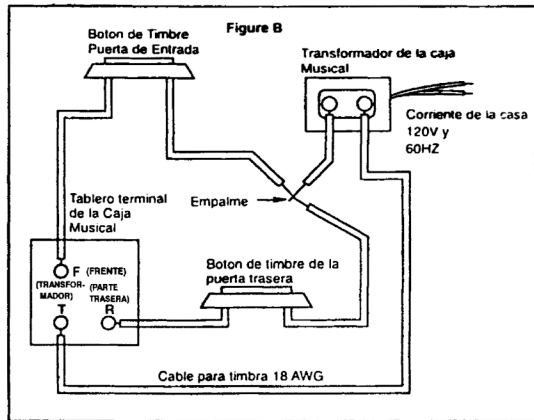 Figure B
Boton de Timbre
Puerta de Entrada
Transformador de la caja
Musical
Corriente de la casa
120V y
60HZ
Empalme
Tablero terminal
de la Caja
Musical
F (FRENTE)
(TRANSFOR-
MADOR)
(PARTE
TRASERA)
T
R
Boton de timbre de la
puerta trasera
Cable para timbra 18 AWG